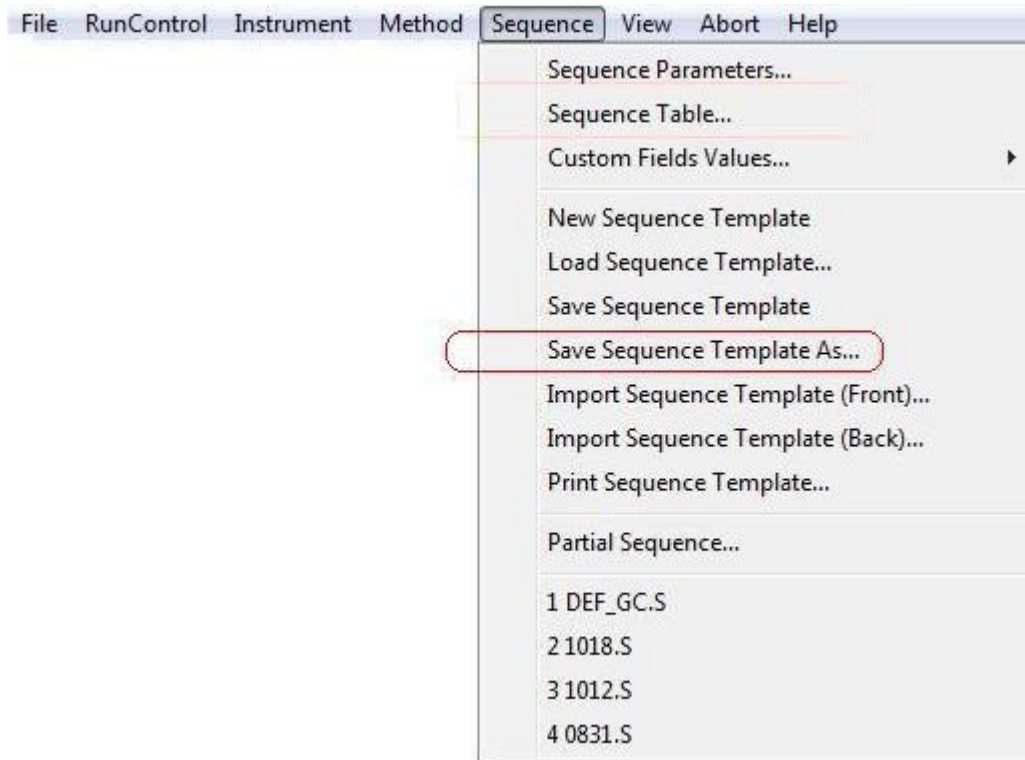 File RunControl Instrument Method Sequence View Abort Help
Sequence Parameters...
Sequence Table...
Custom Fields Values...
New Sequence Template
Load Sequence Template...
Save Sequence Template
Save Sequence Template As...
Import Sequence Template (Front)...
Import Sequence Template (Back)...
Print Sequence Template...
Partial Sequence...
1 DEF_GC.S
2 1018.S
3 1012.S
4 0831.S